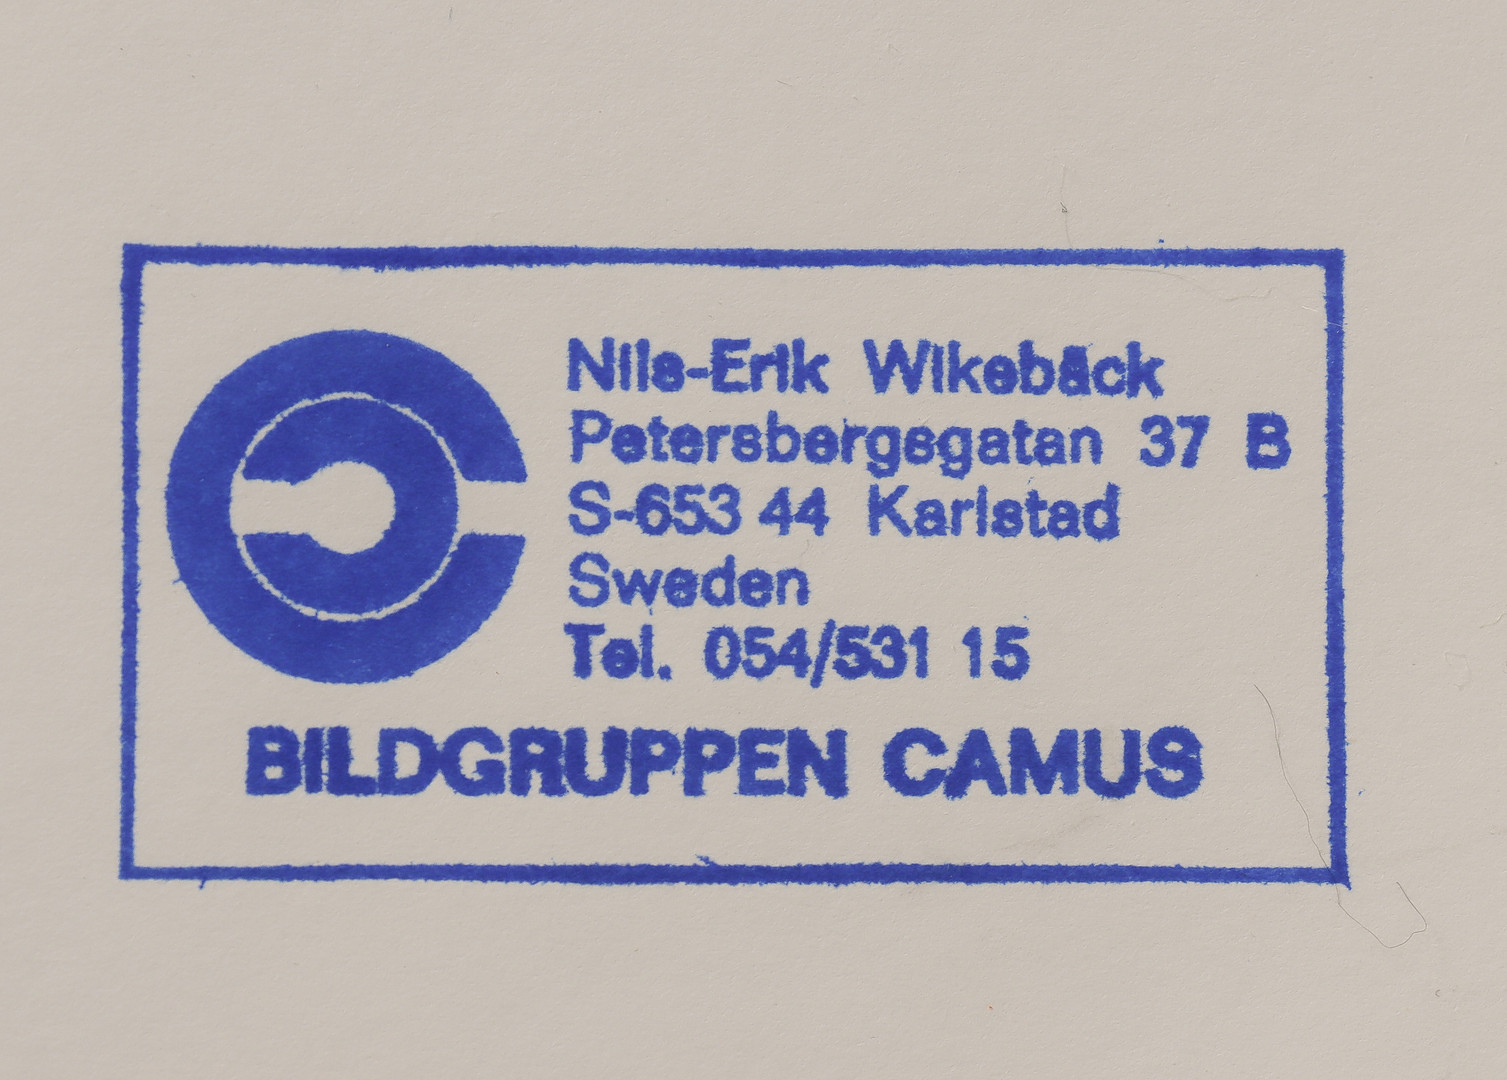 Nils-Erik Wikebäck
Petersbergsgatan 37 B
S-653 44 Karlstad
Sweden
Tel. 054/531 15
BILDGRUPPEN CAMUS